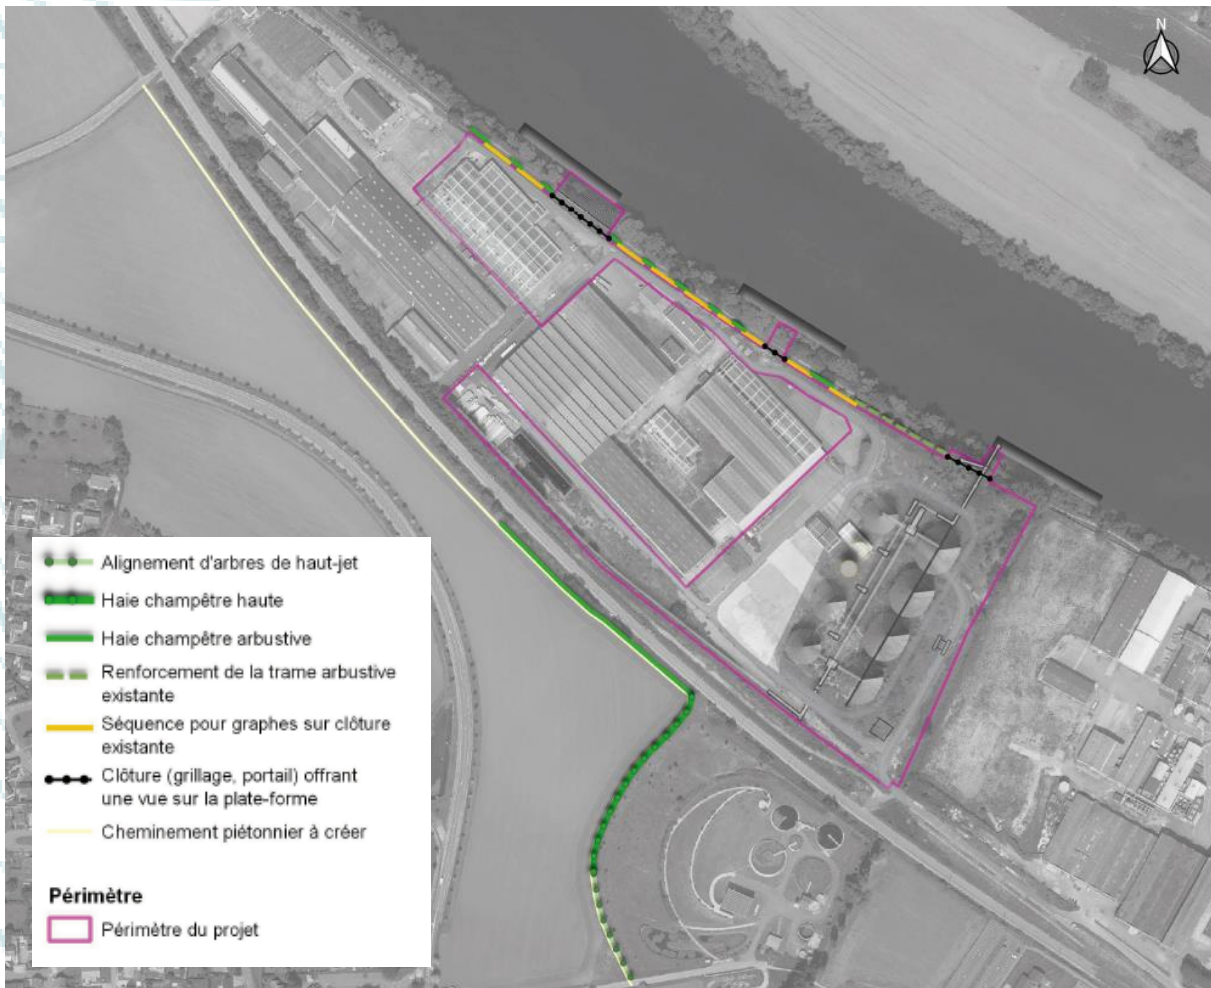 N
Alignement d'arbres de haut-jet
Haie champêtre haute
Haie champêtre arbustive
Renforcement de la trame arbustive
existante
Séquence pour graphes sur clôture
existante
Clôture (grillage, portail) offrant
une vue sur la plate-forme
Cheminement piétonnier à créer
Périmètre
Périmètre du projet